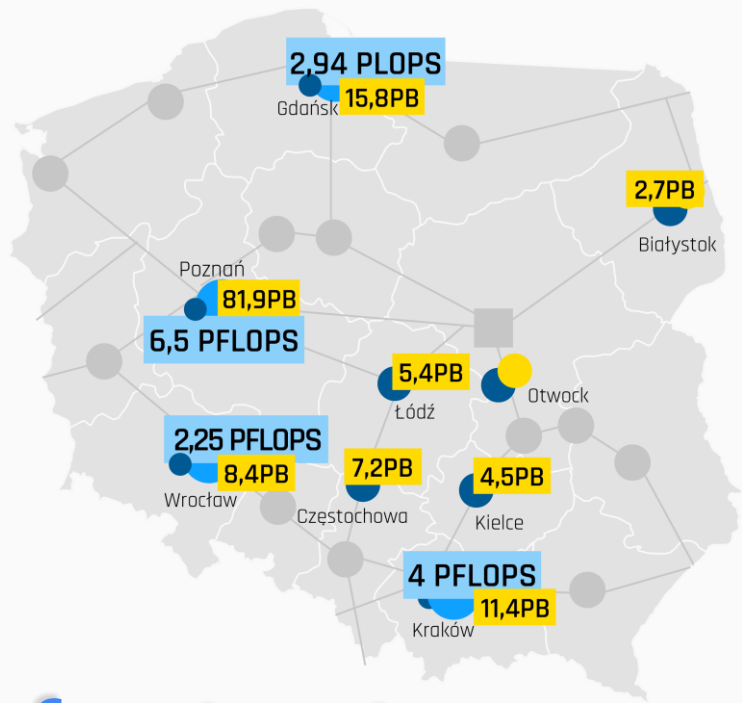 2,94 PLOPS
15,8PB
Gdańsk
2,7PB
Białystok
Poznań
81,9PB
6,5 PFLOPS
5,4PB
Łódź
Otwock
2,25 PFLOPS
8,4PB
Wrocław
7,2PB
Częstochowa
4,5PB
Kielce
4 PFLOPS
11,4PB
Kraków